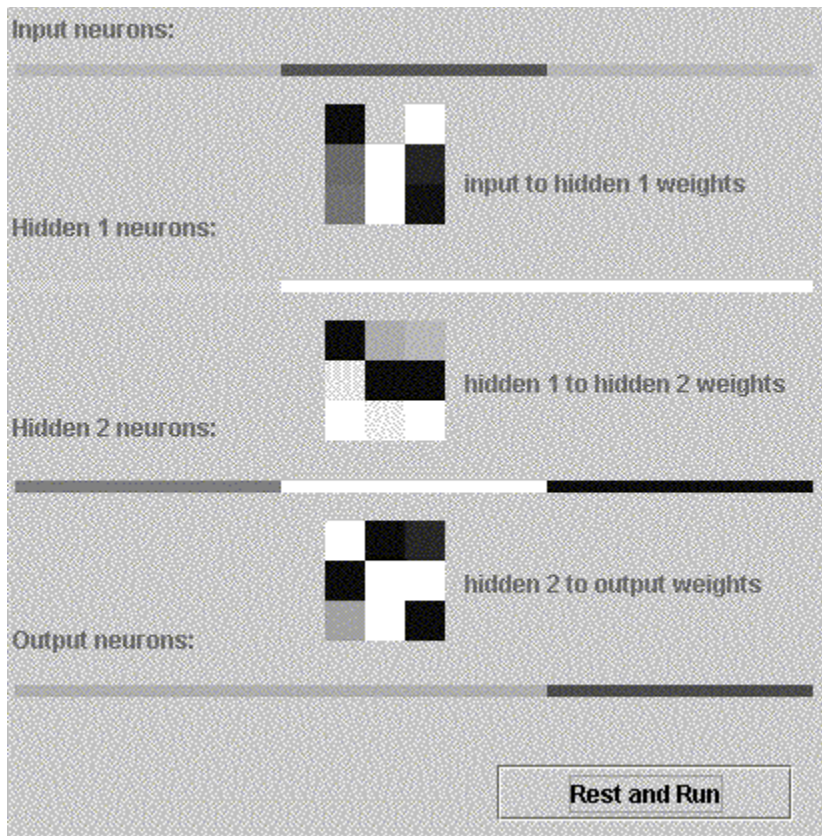 Input neurons:
input to hidden 1 weights
Hidden 1 neurons:
hidden 1 to hidden 2 weights
Hidden 2 neurons:
hidden 2 to output weights
Output neurons:
Rest and Run